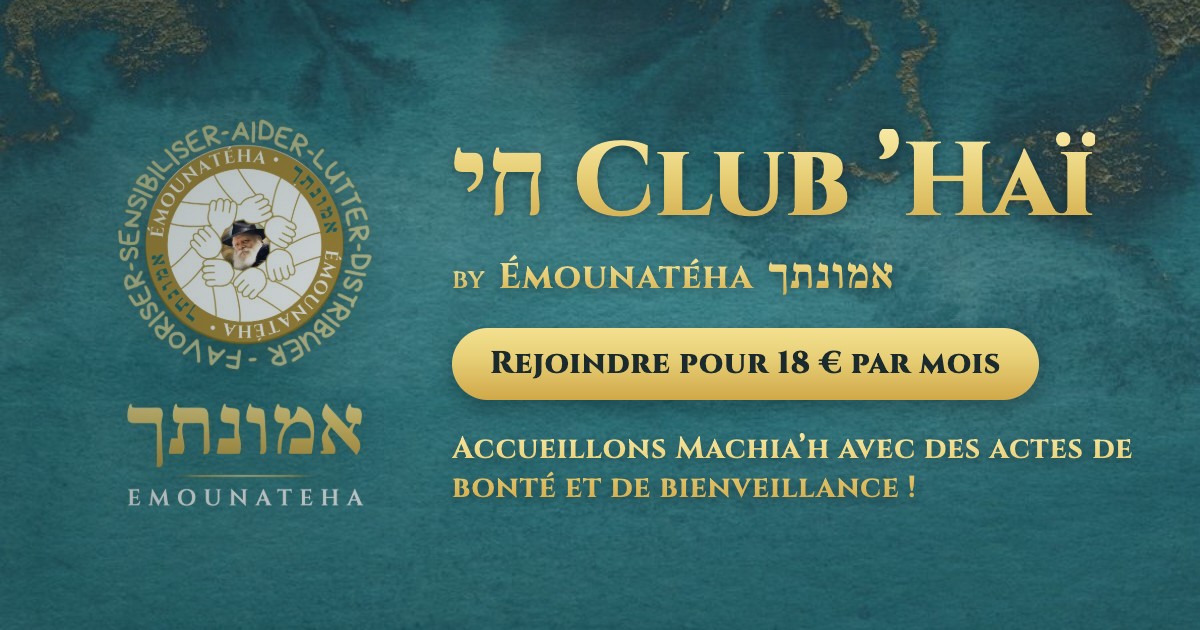 FAVORISER-SENSIBILISER-AIDER-LUTTER-DISTRIBUER -
ÉMOUNATÉHA •
אמונתך
ÉMOUNATÉHA •
אמונתך
אמונתך
EMOUNATEHA
חי Club ’Haï
by Émounatéha אמונתך
Rejoindre pour 18 € par mois
Accueillons Machia’h avec des actes de
bonté et de bienveillance !